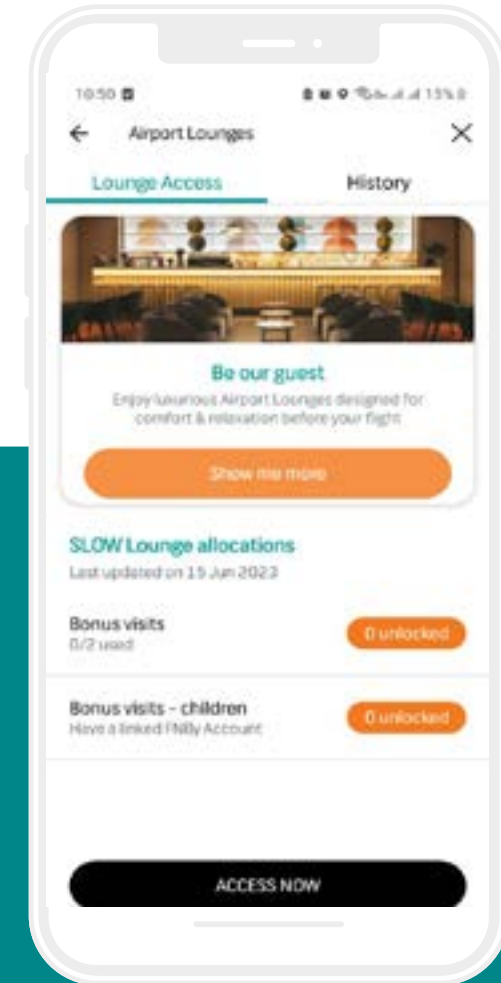 10:50
15%
Airport Lounges
Lounge Access History
Be our guest
Enjoy luxurious Airport Lounges designed for
comfort & relaxation before your flight
Show me more
SLOW Lounge allocations
Last updated on 15 Jun 2023
Bonus visits
0/2 used
0 unlocked
Bonus visits - children
Have a linked FNBy Account
0 unlocked
ACCESS NOW